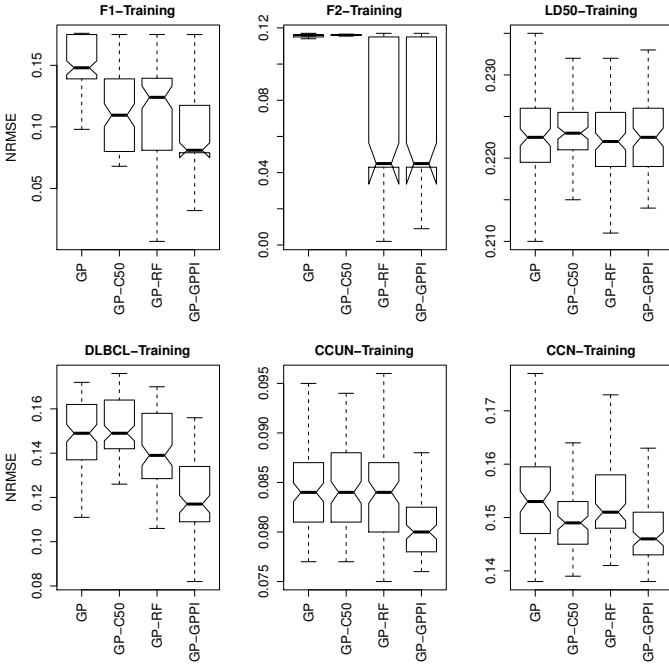 F1−Training
F2−Training
LD50−Training
NRMSE
0.05
0.10
0.15
0.00
0.04
0.08
0.12
0.210
0.220
0.230
GP
GP−C50
GP−RF
GP−GPPI
GP
GP−C50
GP−RF
GP−GPPI
GP
GP−C50
GP−RF
GP−GPPI
DLBCL−Training
CCUN−Training
CCN−Training
NRMSE
0.08
0.10
0.12
0.14
0.16
0.075
0.080
0.085
0.090
0.095
0.14
0.15
0.16
0.17
GP
GP−C50
GP−RF
GP−GPPI
GP
GP−C50
GP−RF
GP−GPPI
GP
GP−C50
GP−RF
GP−GPPI